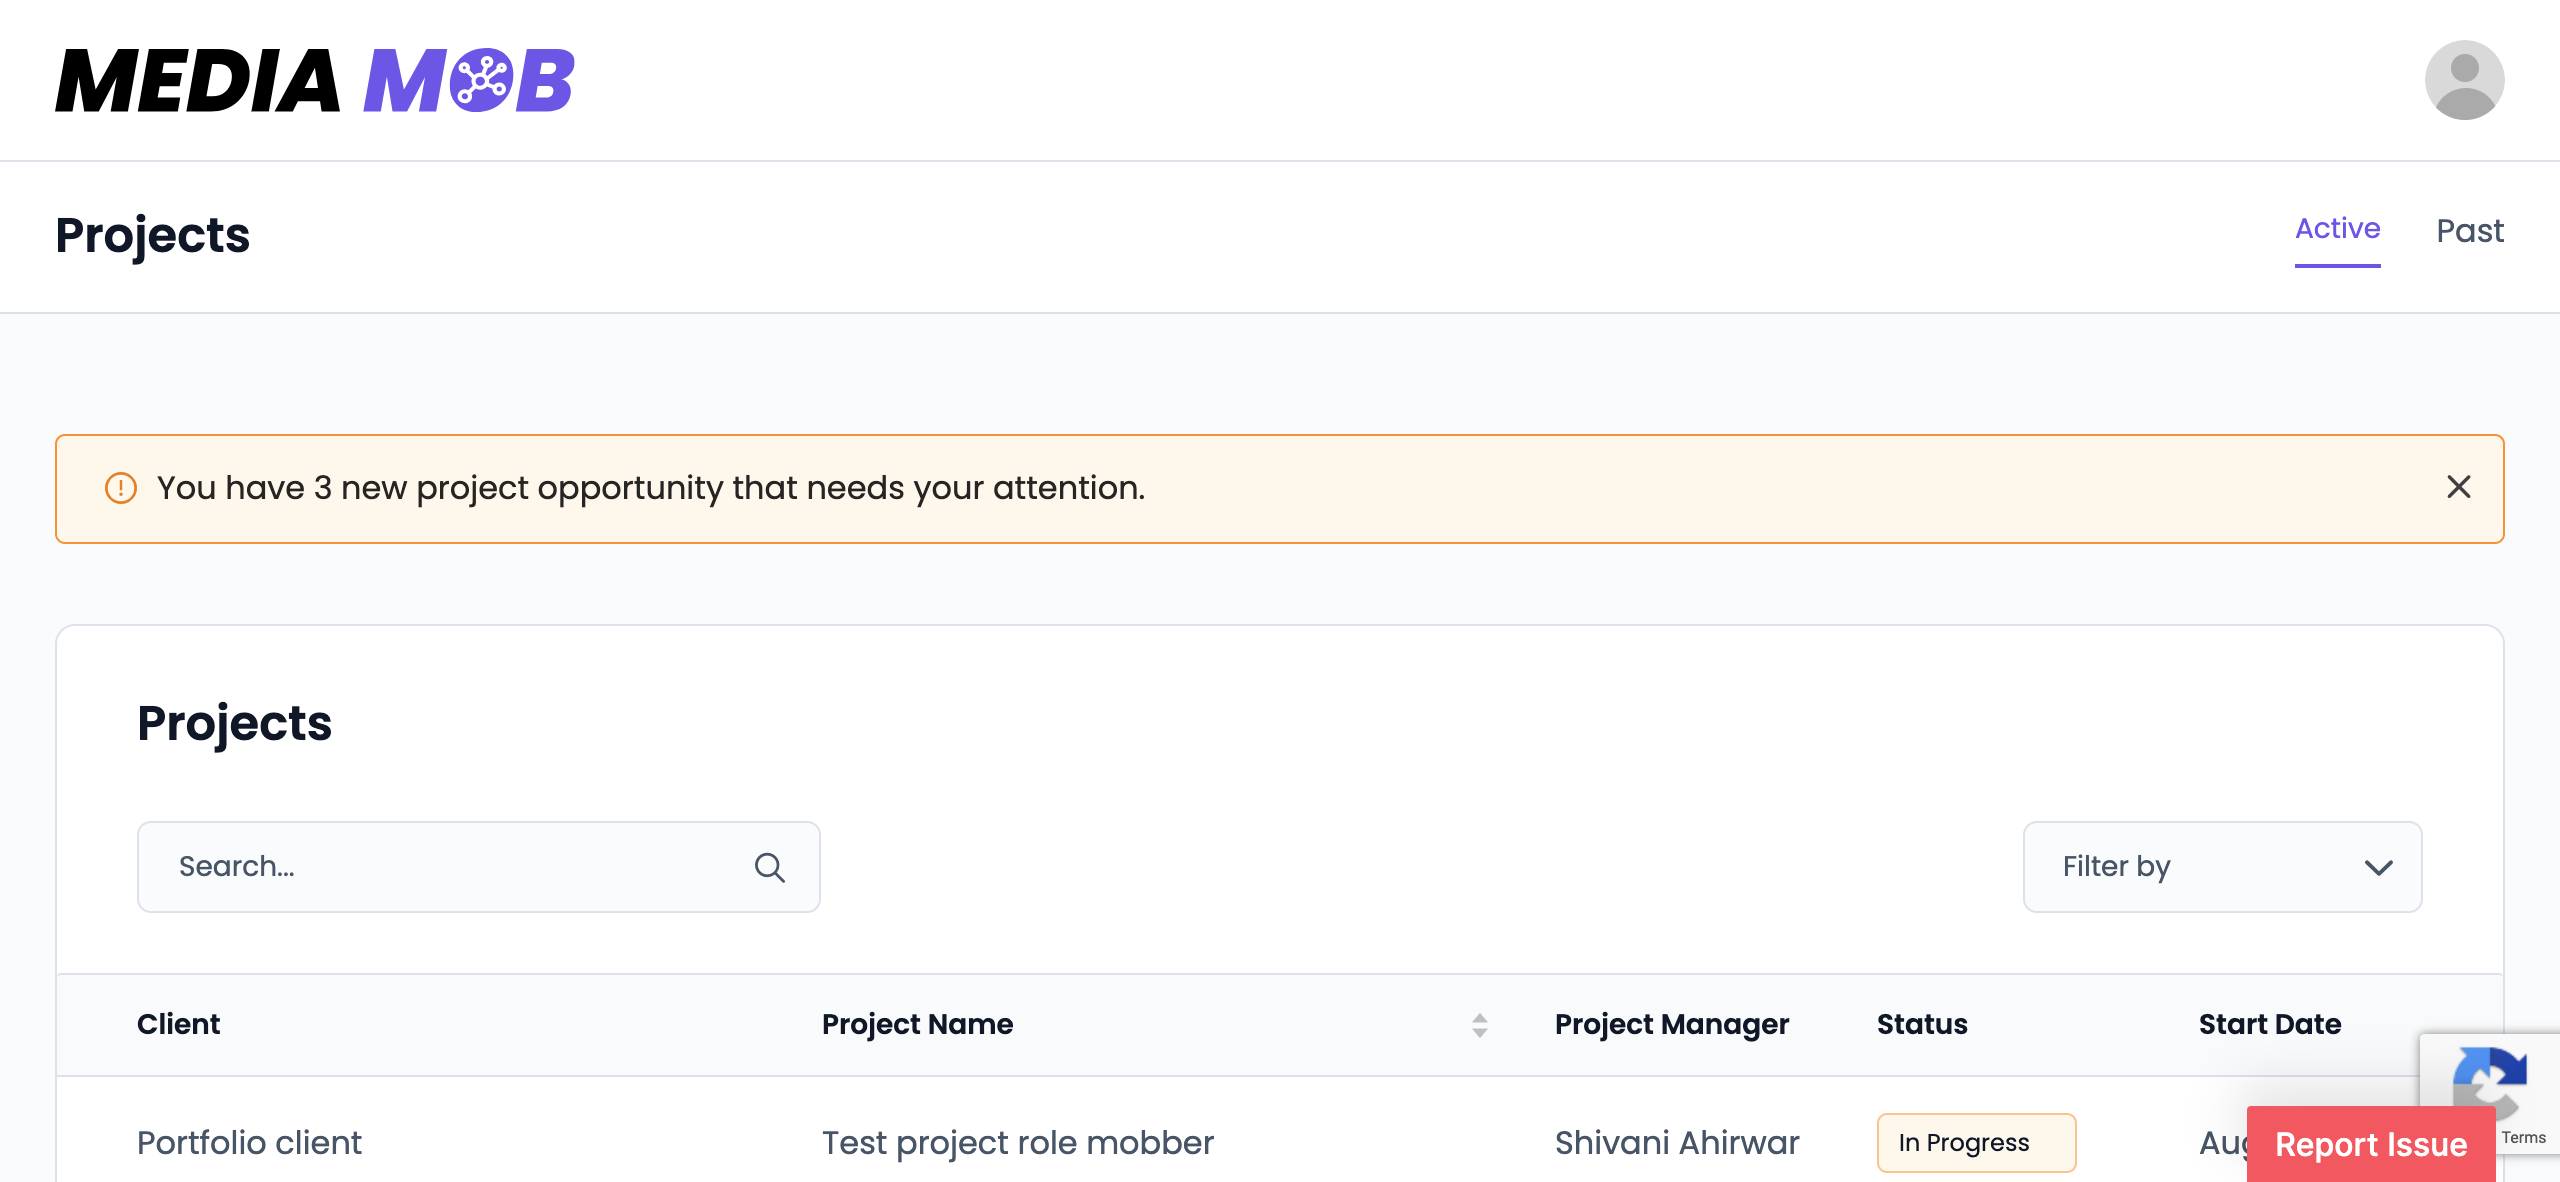 MEDIA MOB
Projects
Active
Past
You have 3 new project opportunity that needs your attention.
Projects
Search...
Filter by
Client
Project Name
Project Manager
Status
Start Date
Portfolio client
Test project role mobber
Shivani Ahirwar
In Progress
Report Issue
Terms